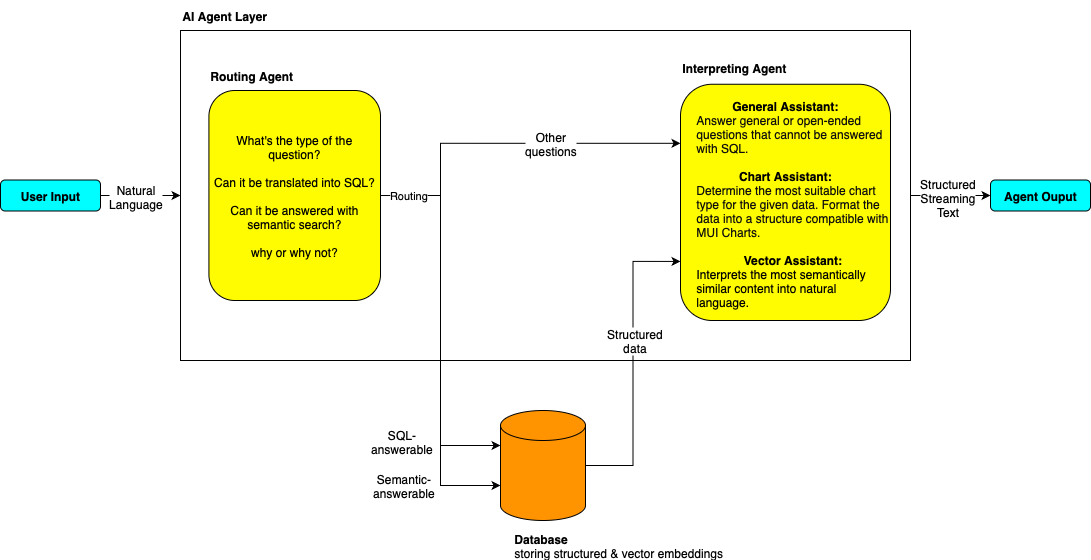 AI Agent Layer
Routing Agent
What's the type of the
question?
Can it be translated into SQL?
Can it be answered with
semantic search?
why or why not?
Interpreting Agent
General Assistant:
Answer general or open-ended
questions that cannot be answered
with SQL.
Chart Assistant:
Determine the most suitable chart
type for the given data. Format the
data into a structure compatible with
MUI Charts.
Vector Assistant:
Interprets the most semantically
similar content into natural
language.
User Input
Natural
Language
Routing
Other
questions
Structured
Streaming
Text
Agent Ouput
Structured
data
SQL-
answerable
Semantic-
answerable
Database
storing structured & vector embeddings